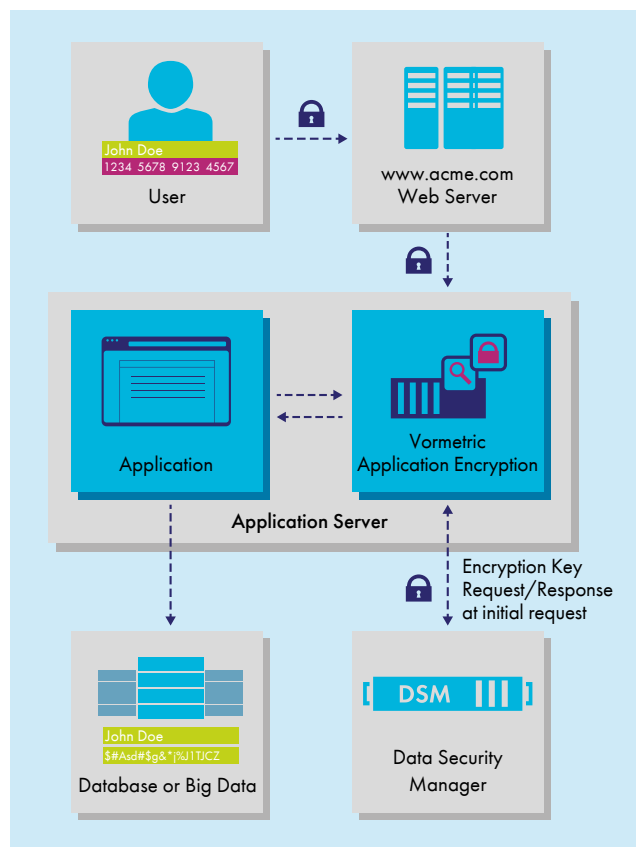 John Doe
1234 5678 9123 4567
User
www.acme.com
Web Server
Application
Vormetric
Application Encryption
Application Server
Encryption Key
Request/Response
at initial request
John Doe
$#Asd#$g&*|%J1TJCZ
Database or Big Data
DSM
Data Security
Manager